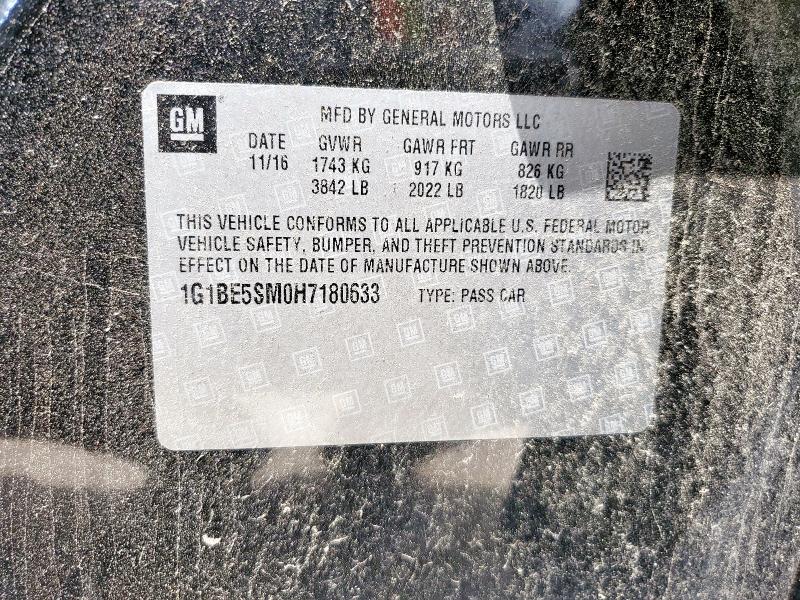 GM
MFD BY GENERAL MOTORS LLC
DATE GVWR GAWR FRT GAWR RR
11/16 1743 KG 917 KG 826 KG
3842 LB 2022 LB 1820 LB
THIS VEHICLE CONFORMS TO ALL APPLICABLE U.S. FEDERAL MOTOR
VEHICLE SAFETY, BUMPER, AND THEFT PREVENTION STANDARDS IN
EFFECT ON THE DATE OF MANUFACTURE SHOWN ABOVE.
1G1BE5SM0H7180633 TYPE: PASS CAR